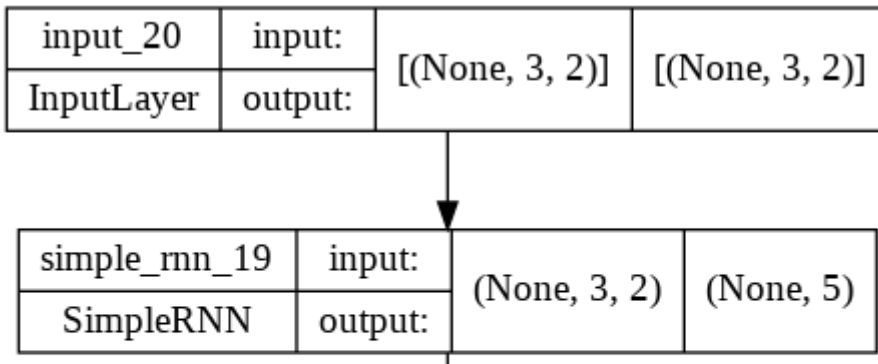 input_20 input: [(None, 3, 2)] [(None, 3, 2)]
InputLayer output:
simple_rnn_19 input: (None, 3, 2) (None, 5)
SimpleRNN output: